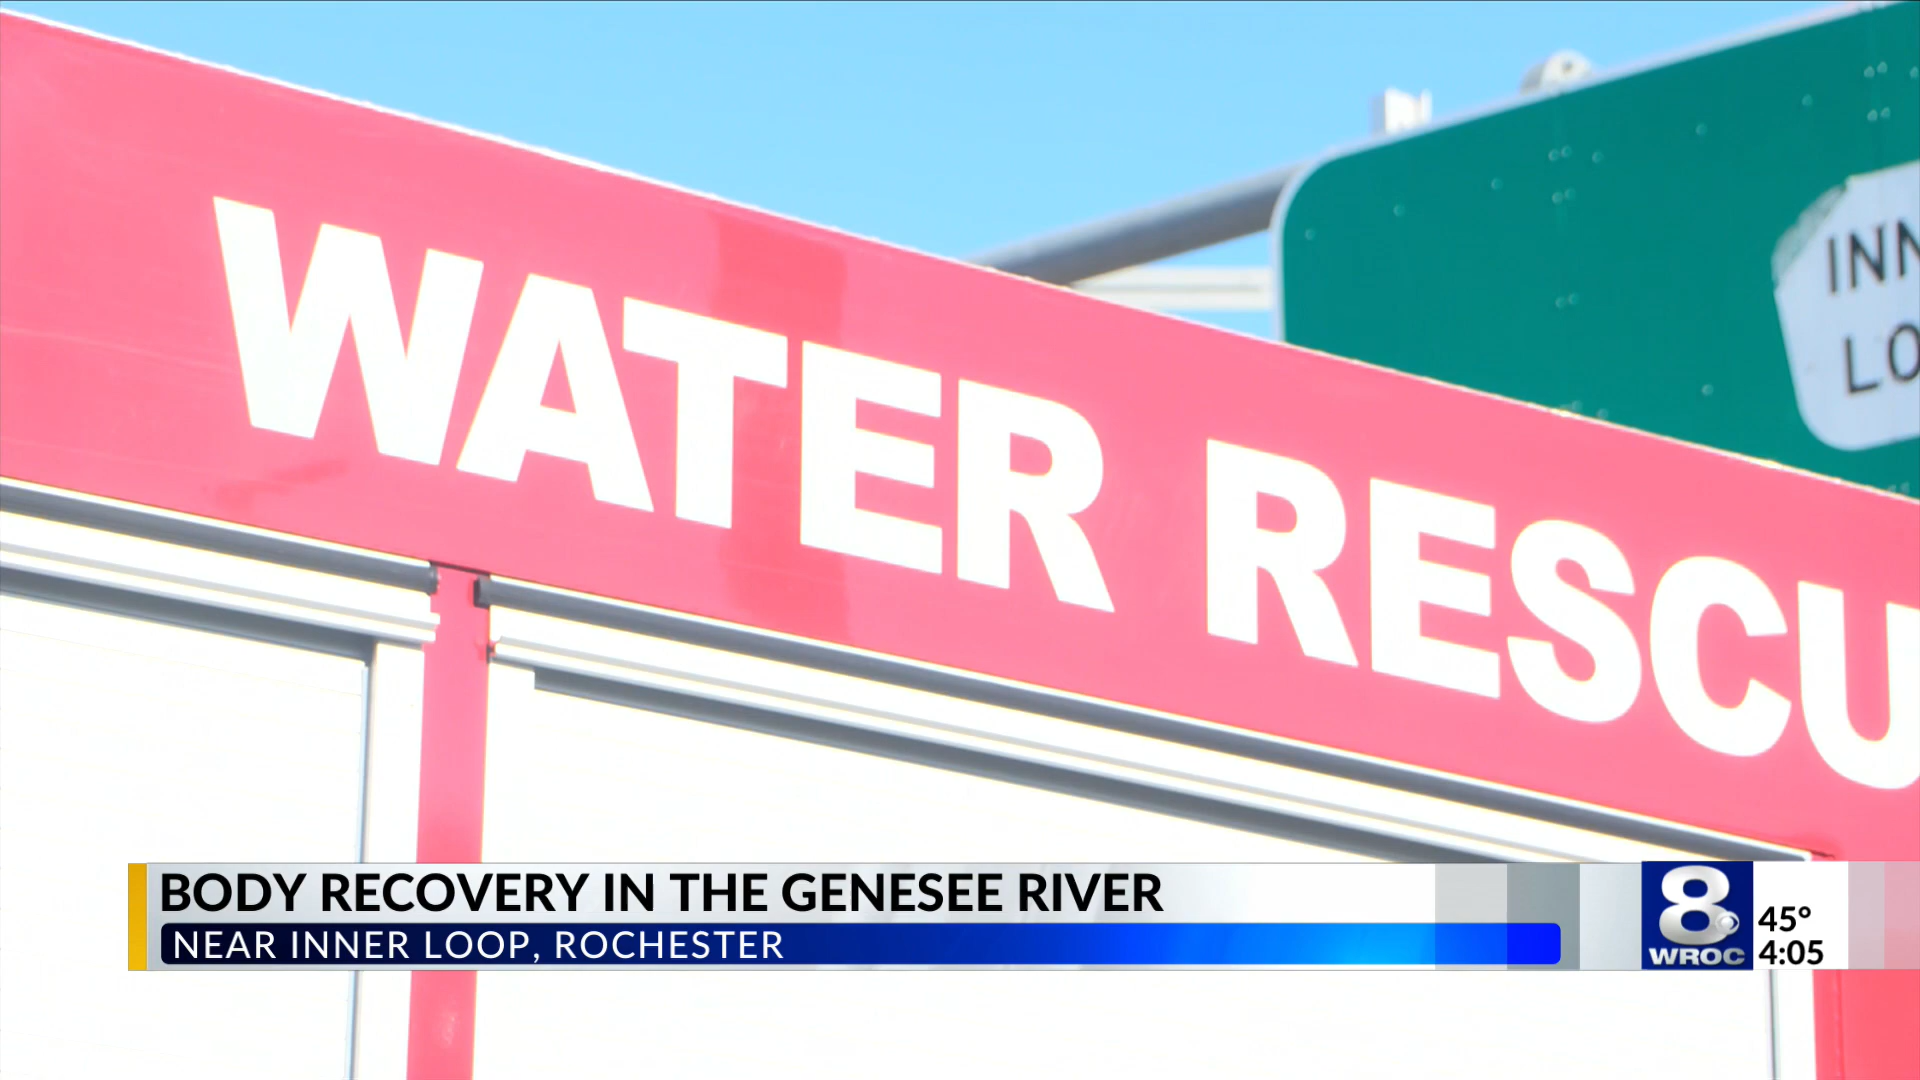 WATER RESCU
INN
LO
BODY RECOVERY IN THE GENESEE RIVER
NEAR INNER LOOP, ROCHESTER
8
WROC
45°
4:05